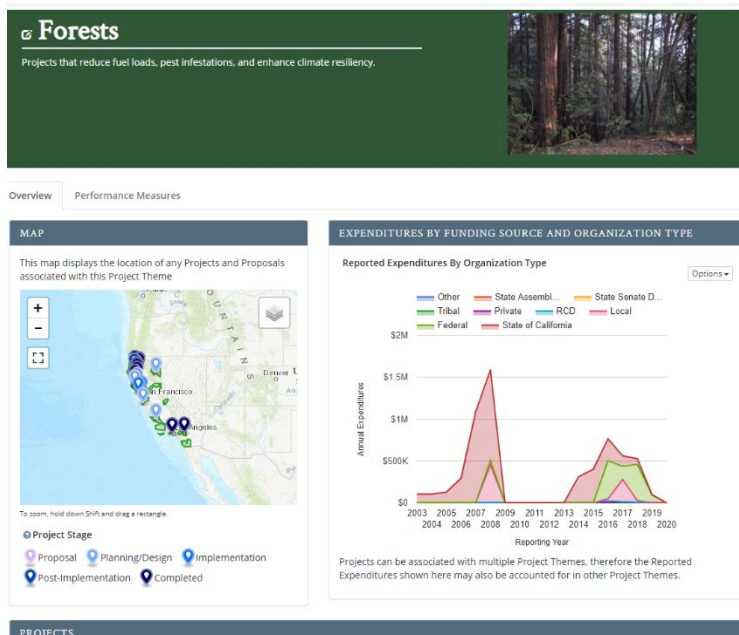 Forests
Projects that reduce fuel loads, pest infestations, and enhance climate resiliency.
Overview Performance Measures
MAP
This map displays the location of any Projects and Proposals
associated with this Project Theme
+
−
Denver
Francisco
Angeles
To zoom, hold down Shift and drag a rectangle.
Project Stage
Proposal Planning/Design Implementation
Post-Implementation Completed
EXPENDITURES BY FUNDING SOURCE AND ORGANIZATION TYPE
Reported Expenditures By Organization Type
Options
Other State Assembl... State Senate D...
Tribal Private RCD Local
Federal State of California
$2M
$1.5M
$1M
$500K
$0
Annual Expenditures
2003 2005 2007 2009 2011 2013 2015 2017 2019
2004 2006 2008 2010 2012 2014 2016 2018 2020
Reporting Year
Projects can be associated with multiple Project Themes, therefore the Reported
Expenditures shown here may also be accounted for in other Project Themes.
PROJECTS